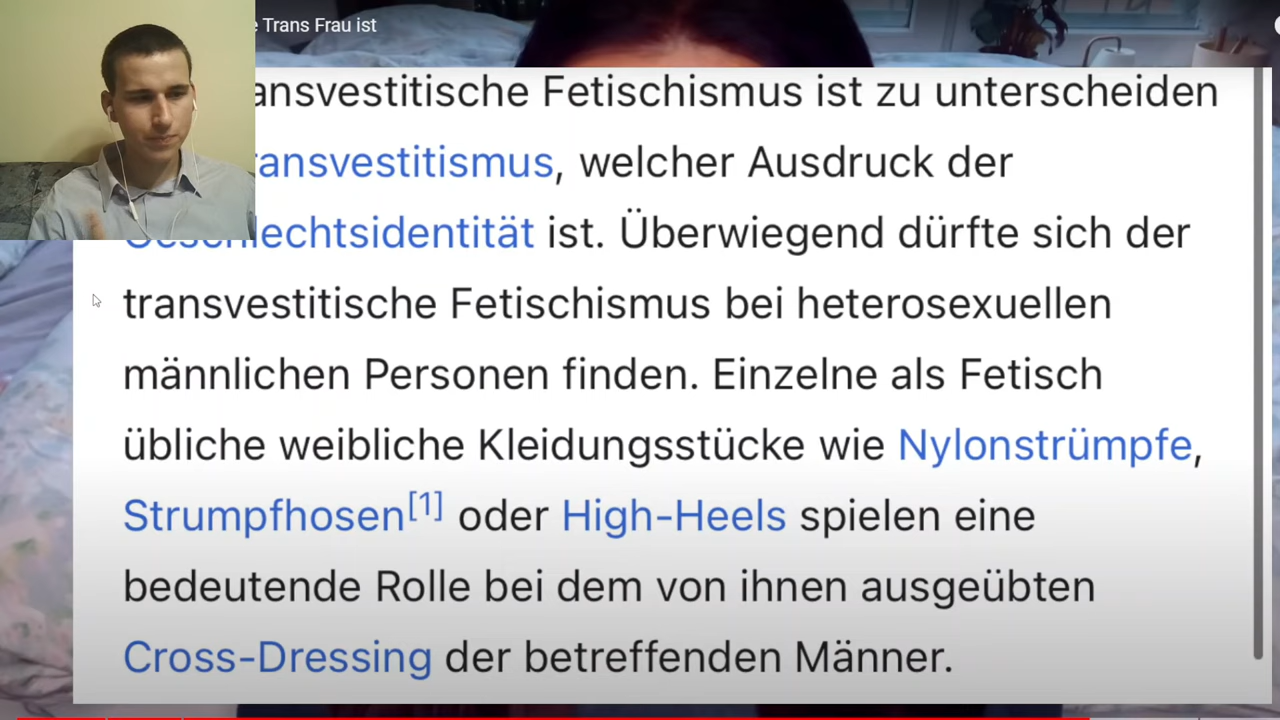 Trans Frau ist
ansvestitische Fetischismus ist zu unterscheiden
ransvestitismus, welcher Ausdruck der
Geschlechtsidentität ist. Überwiegend dürfte sich der
transvestitische Fetischismus bei heterosexuellen
männlichen Personen finden. Einzelne als Fetisch
übliche weibliche Kleidungsstücke wie Nylonstrümpfe,
Strumpfhosen[1] oder High-Heels spielen eine
bedeutende Rolle bei dem von ihnen ausgeübten
Cross-Dressing der betreffenden Männer.